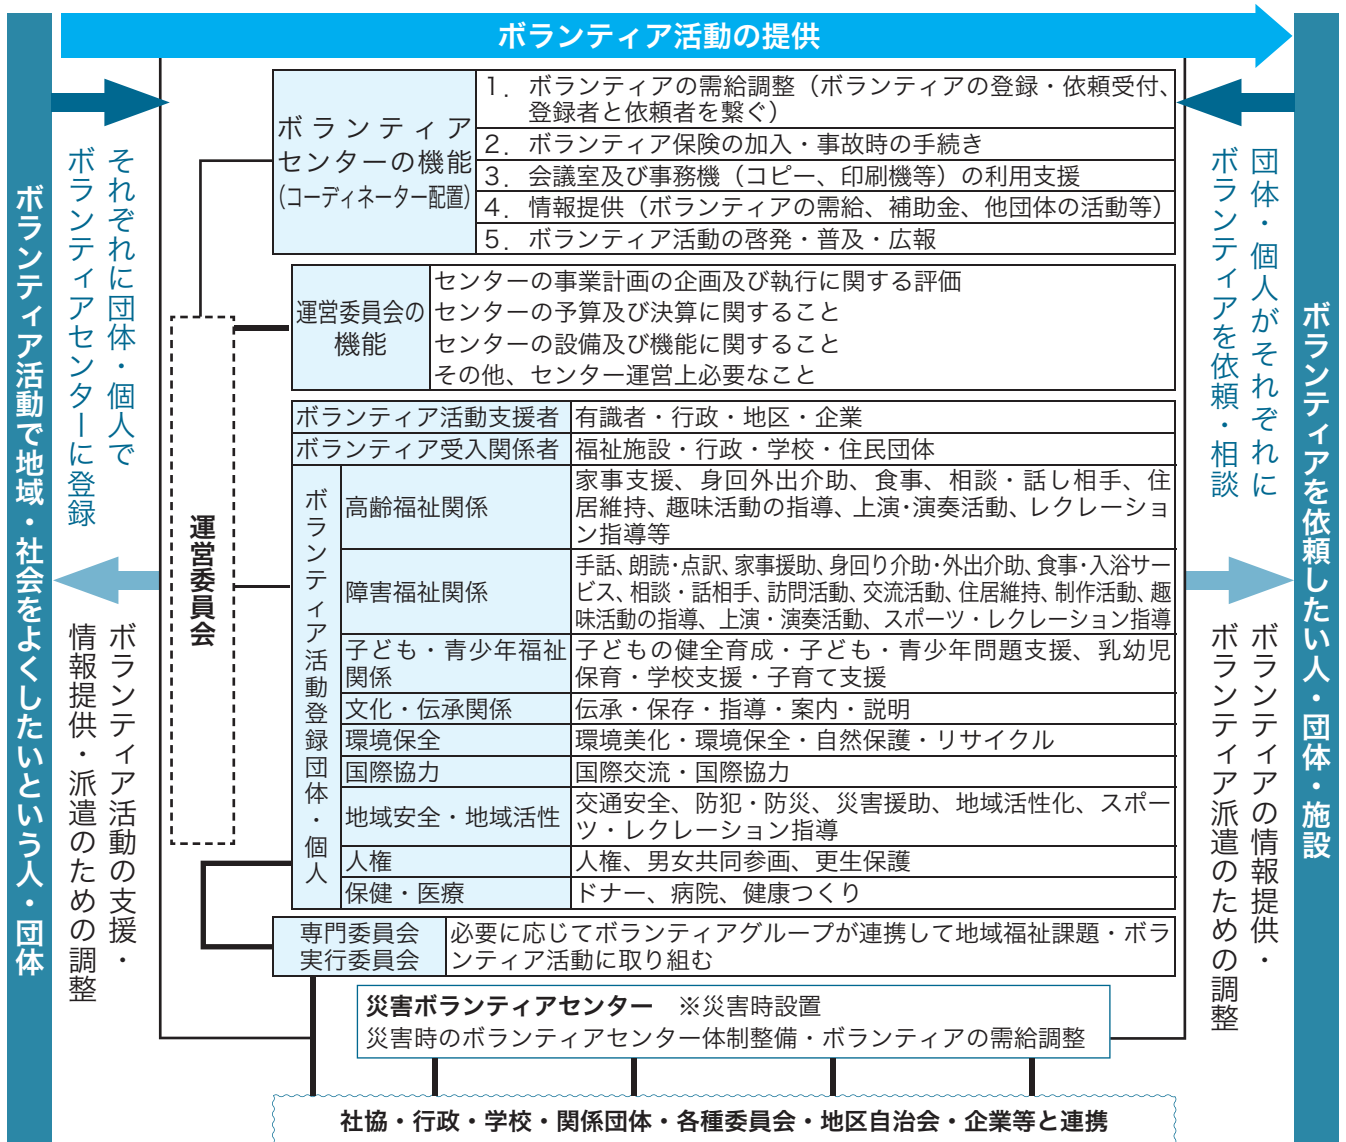 ボランティア活動の提供
ボランティア活動で地域・社会をよくしたいという人・団体
それぞれに団体・個人で
ボランティアセンターに登録
ボランティア活動の支援・
情報提供・派遣のための調整
運営委員会
ボランティア
センターの機能
(コーディネーター配置)
1．ボランティアの需給調整（ボランティアの登録・依頼受付、
登録者と依頼者を繋ぐ）
2．ボランティア保険の加入・事故時の手続き
3．会議室及び事務機（コピー、印刷機等）の利用支援
4．情報提供（ボランティアの需給、補助金、他団体の活動等）
5．ボランティア活動の啓発・普及・広報
運営委員会の
機能
センターの事業計画の企画及び執行に関する評価
センターの予算及び決算に関すること
センターの設備及び機能に関すること
その他、センター運営上必要なこと
ボランティア活動支援者
有識者・行政・地区・企業
ボランティア受入関係者
福祉施設・行政・学校・住民団体
ボランティア活動登録団体・個人
高齢福祉関係
家事支援、身回外出介助、食事、相談・話し相手、住
居維持、趣味活動の指導、上演・演奏活動、レクレーショ
ン指導等
障害福祉関係
手話、朗読・点訳、家事援助、身回り介助・外出介助、食事・入浴サー
ビス、相談・話相手、訪問活動、交流活動、住居維持、制作活動、趣
味活動の指導、上演・演奏活動、スポーツ・レクレーション指導
子ども・青少年福祉
関係
子どもの健全育成・子ども・青少年問題支援、乳幼児
保育・学校支援・子育て支援
文化・伝承関係
伝承・保存・指導・案内・説明
環境保全
環境美化・環境保全・自然保護・リサイクル
国際協力
国際交流・国際協力
地域安全・地域活性
交通安全、防犯・防災、災害援助、地域活性化、スポー
ツ・レクレーション指導
人権
人権、男女共同参画、更生保護
保健・医療
ドナー、病院、健康つくり
専門委員会
実行委員会
必要に応じてボランティアグループが連携して地域福祉課題・ボラ
ンティア活動に取り組む
災害ボランティアセンター　※災害時設置
災害時のボランティアセンター体制整備・ボランティアの需給調整
社協・行政・学校・関係団体・各種委員会・地区自治会・企業等と連携
団体・個人がそれぞれに
ボランティアを依頼・相談
ボランティアの情報提供・
ボランティア派遣のための調整
ボランティアを依頼したい人・団体・施設